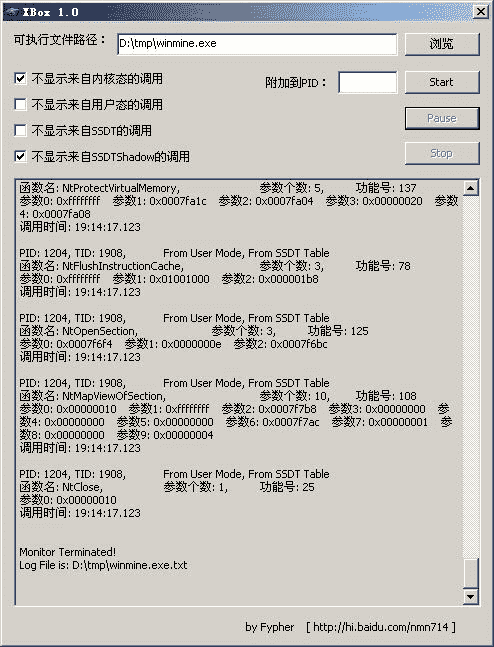 XBox 1.0
可执行文件路径：
D:\tmp\winmine.exe
浏览
不显示来自内核态的调用
附加到PID：
Start
不显示来自用户态的调用
Pause
不显示来自SSDT的调用
不显示来自SSDTShadow的调用
Stop
函数名: NtProtectVirtualMemory, 参数个数: 5, 功能号: 137
参数0: 0xffffffff 参数1: 0x0007fa1c 参数2: 0x0007fa04 参数3: 0x00000020 参数
4: 0x0007fa08
调用时间: 19:14:17.123
PID: 1204, TID: 1908, From User Mode, From SSDT Table
函数名: NtFlushInstructionCache, 参数个数: 3, 功能号: 78
参数0: 0xffffffff 参数1: 0x01001000 参数2: 0x000001b8
调用时间: 19:14:17.123
PID: 1204, TID: 1908, From User Mode, From SSDT Table
函数名: NtOpenSection, 参数个数: 3, 功能号: 125
参数0: 0x0007f6f4 参数1: 0x0000000e 参数2: 0x0007f6bc
调用时间: 19:14:17.123
PID: 1204, TID: 1908, From User Mode, From SSDT Table
函数名: NtMapViewOfSection, 参数个数: 10, 功能号: 108
参数0: 0x00000010 参数1: 0xffffffff 参数2: 0x0007f7b8 参数3: 0x00000000 参
数4: 0x00000000 参数5: 0x00000000 参数6: 0x0007f7ac 参数7: 0x00000001 参
数8: 0x00000000 参数9: 0x00000004
调用时间: 19:14:17.123
PID: 1204, TID: 1908, From User Mode, From SSDT Table
函数名: NtClose, 参数个数: 1, 功能号: 25
参数0: 0x00000010
调用时间: 19:14:17.123
Monitor Terminated!
Log File is: D:\tmp\winmine.exe.txt
by Fypher [ http://hi.baidu.com/nmn714 ]